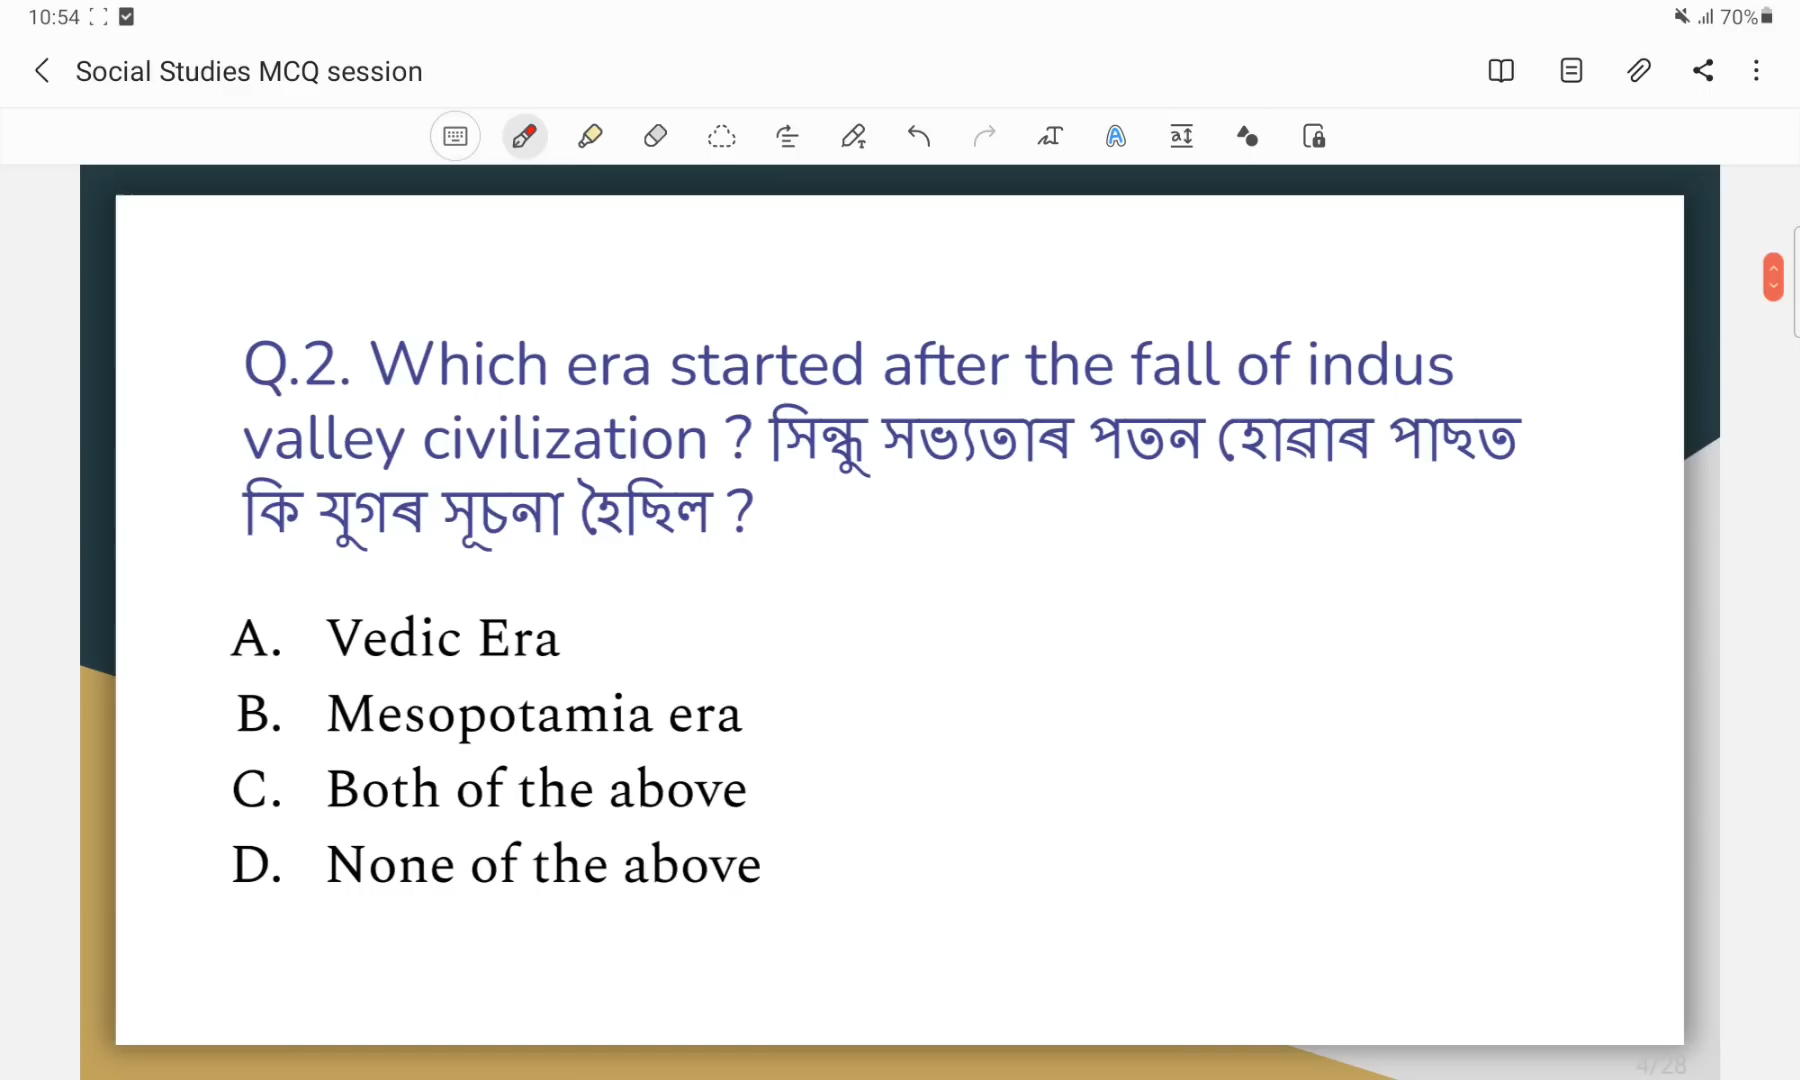 10:54
70%
Social Studies MCQ session
Q.2. Which era started after the fall of indus
valley civilization ? সিন্ধু সভ্যতাৰ পতন হোৱাৰ পাছত
কি যুগৰ সূচনা হৈছিল ?
A. Vedic Era
B. Mesopotamia era
C. Both of the above
D. None of the above
4/28